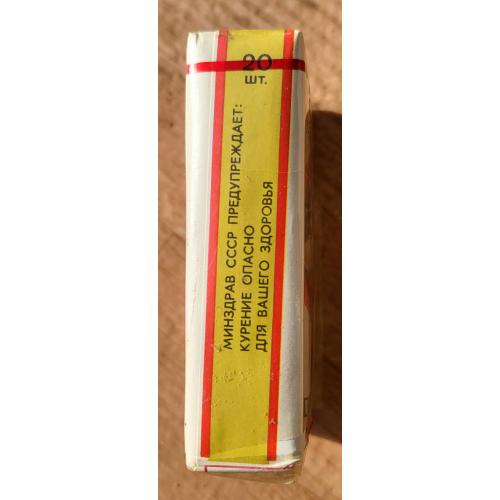 20
ШТ.
МИНЗДРАВ СССР ПРЕДУПРЕЖДАЕТ:
КУРЕНИЕ ОПАСНО
ДЛЯ ВАШЕГО ЗДОРОВЬЯ